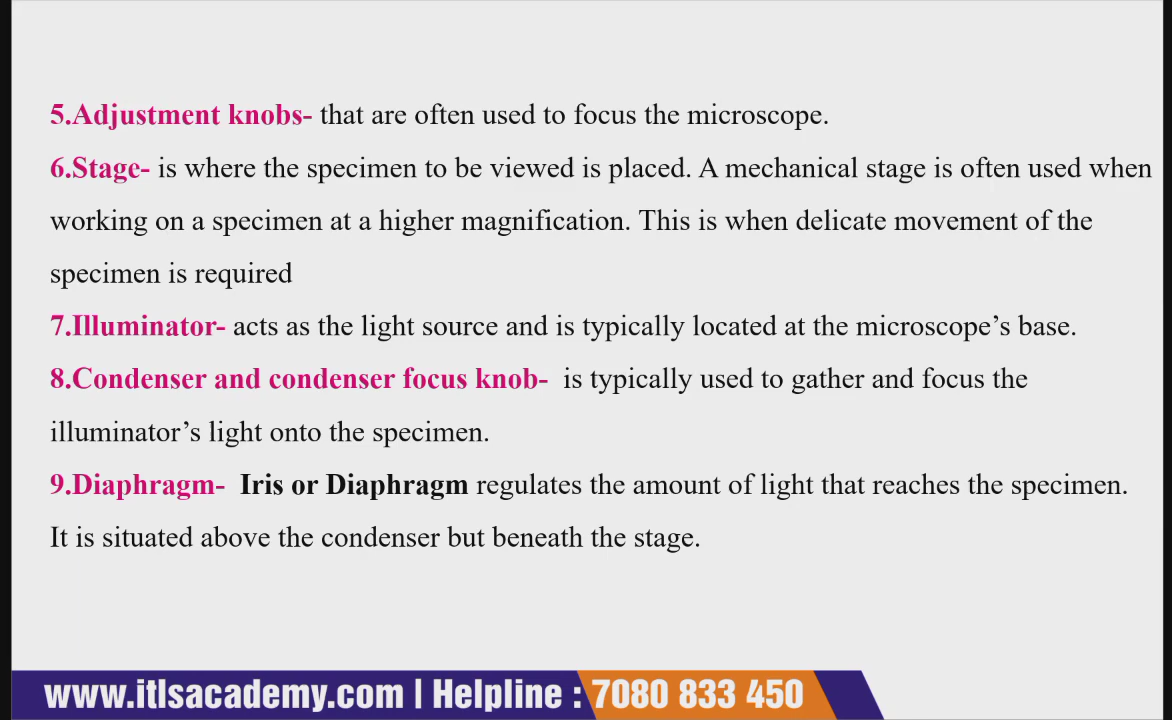 5.Adjustment knobs- that are often used to focus the microscope.
6.Stage- is where the specimen to be viewed is placed. A mechanical stage is often used when
working on a specimen at a higher magnification. This is when delicate movement of the
specimen is required
7.Illuminator- acts as the light source and is typically located at the microscope’s base.
8.Condenser and condenser focus knob- is typically used to gather and focus the
illuminator’s light onto the specimen.
9.Diaphragm- Iris or Diaphragm regulates the amount of light that reaches the specimen.
It is situated above the condenser but beneath the stage.
www.itlsacademy.com | Helpline : 7080 833 450